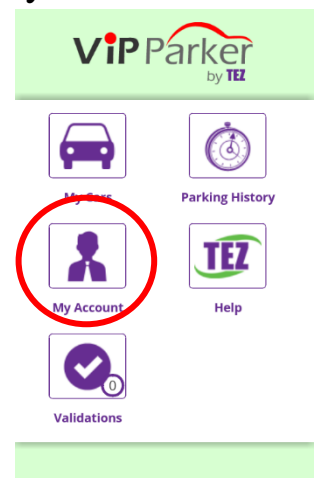 ViP Parker
by TEZ
My Cars
Parking History
TEZ
My Account
Help
0
Validations